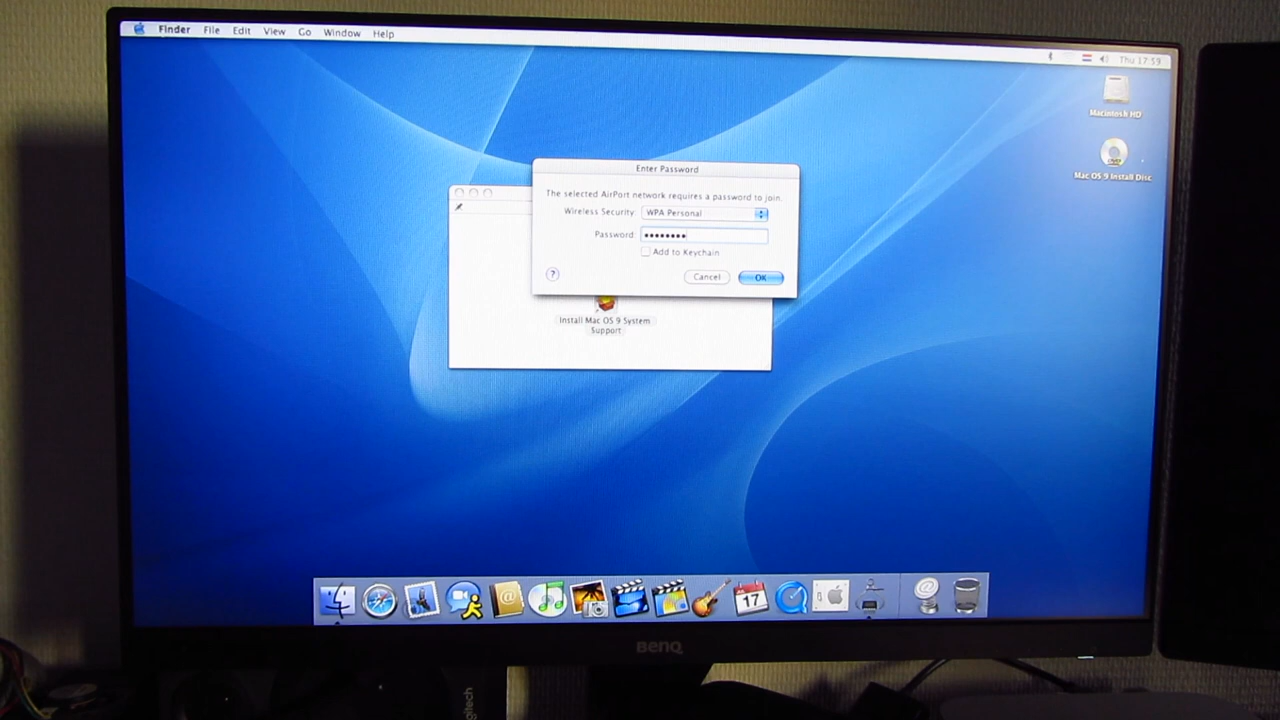 Finder File Edit View Go Window Help
Thu 17:59
Macintosh HD
Mac OS 9 Install Disc
Enter Password
The selected AirPort network requires a password to join.
Wireless Security: WPA Personal
Password: ••••••••
Add to Keychain
? Cancel OK
Install Mac OS 9 System
Support
17
BenQ
gitech